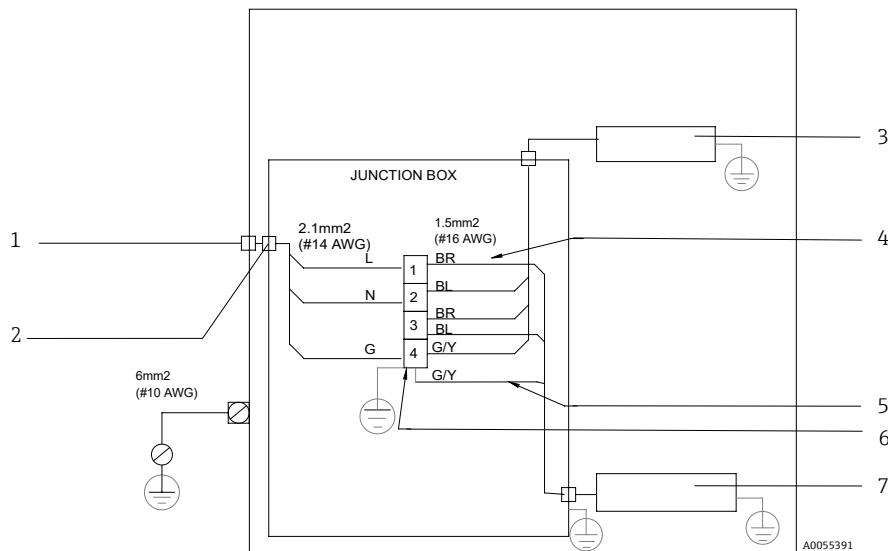 3
JUNCTION BOX
1
2.1mm2
(#14 AWG)
1.5mm2
(#16 AWG)
4
L
1
BR
2
N
2
BL
BR
3
BL
G
4
G/Y
G/Y
6mm2
(#10 AWG)
5
6
7
A0055391